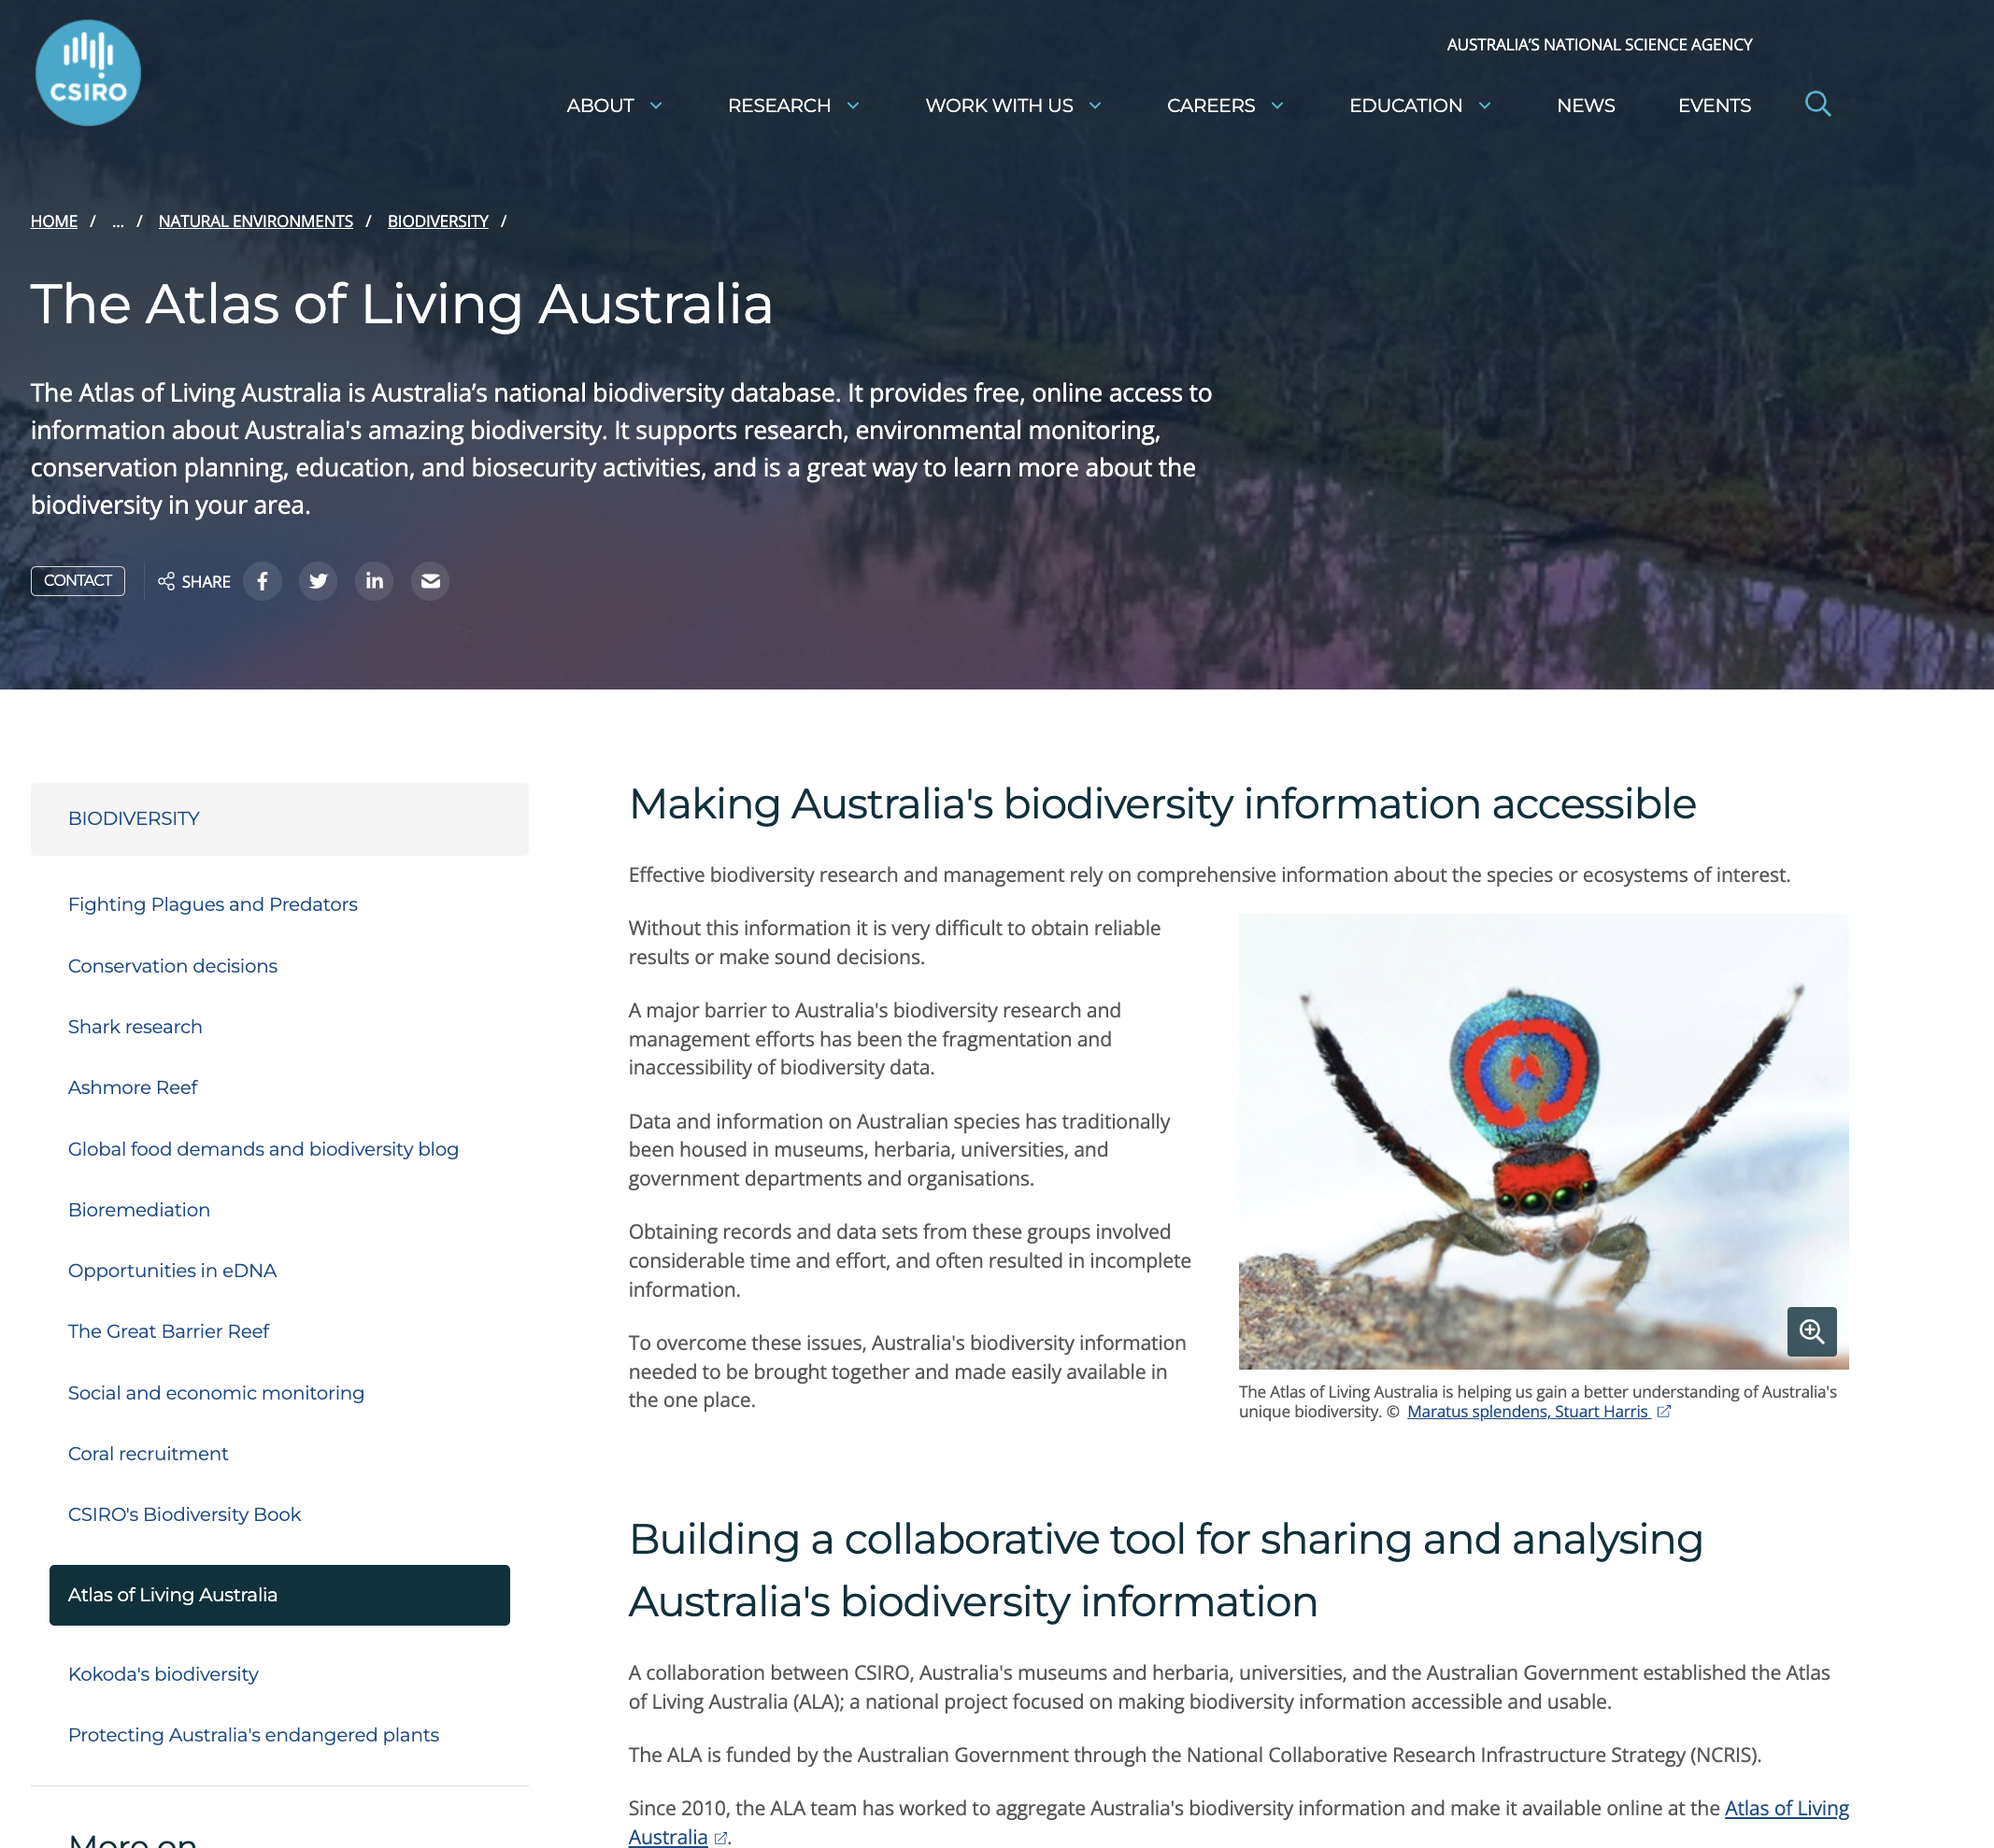 CSIRO
AUSTRALIA'S NATIONAL SCIENCE AGENCY
ABOUT
RESEARCH
WORK WITH US
CAREERS
EDUCATION
NEWS
EVENTS
HOME / ... / NATURAL ENVIRONMENTS / BIODIVERSITY /
The Atlas of Living Australia
The Atlas of Living Australia is Australia’s national biodiversity database. It provides free, online access to
information about Australia's amazing biodiversity. It supports research, environmental monitoring,
conservation planning, education, and biosecurity activities, and is a great way to learn more about the
biodiversity in your area.
CONTACT
SHARE
BIODIVERSITY
Fighting Plagues and Predators
Conservation decisions
Shark research
Ashmore Reef
Global food demands and biodiversity blog
Bioremediation
Opportunities in eDNA
The Great Barrier Reef
Social and economic monitoring
Coral recruitment
CSIRO's Biodiversity Book
Atlas of Living Australia
Kokoda's biodiversity
Protecting Australia's endangered plants
More on
Making Australia's biodiversity information accessible
Effective biodiversity research and management rely on comprehensive information about the species or ecosystems of interest.
Without this information it is very difficult to obtain reliable
results or make sound decisions.
A major barrier to Australia's biodiversity research and
management efforts has been the fragmentation and
inaccessibility of biodiversity data.
Data and information on Australian species has traditionally
been housed in museums, herbaria, universities, and
government departments and organisations.
Obtaining records and data sets from these groups involved
considerable time and effort, and often resulted in incomplete
information.
To overcome these issues, Australia's biodiversity information
needed to be brought together and made easily available in
the one place.
The Atlas of Living Australia is helping us gain a better understanding of Australia's
unique biodiversity. © Maratus splendens, Stuart Harris
Building a collaborative tool for sharing and analysing
Australia's biodiversity information
A collaboration between CSIRO, Australia's museums and herbaria, universities, and the Australian Government established the Atlas
of Living Australia (ALA); a national project focused on making biodiversity information accessible and usable.
The ALA is funded by the Australian Government through the National Collaborative Research Infrastructure Strategy (NCRIS).
Since 2010, the ALA team has worked to aggregate Australia's biodiversity information and make it available online at the Atlas of Living
Australia.